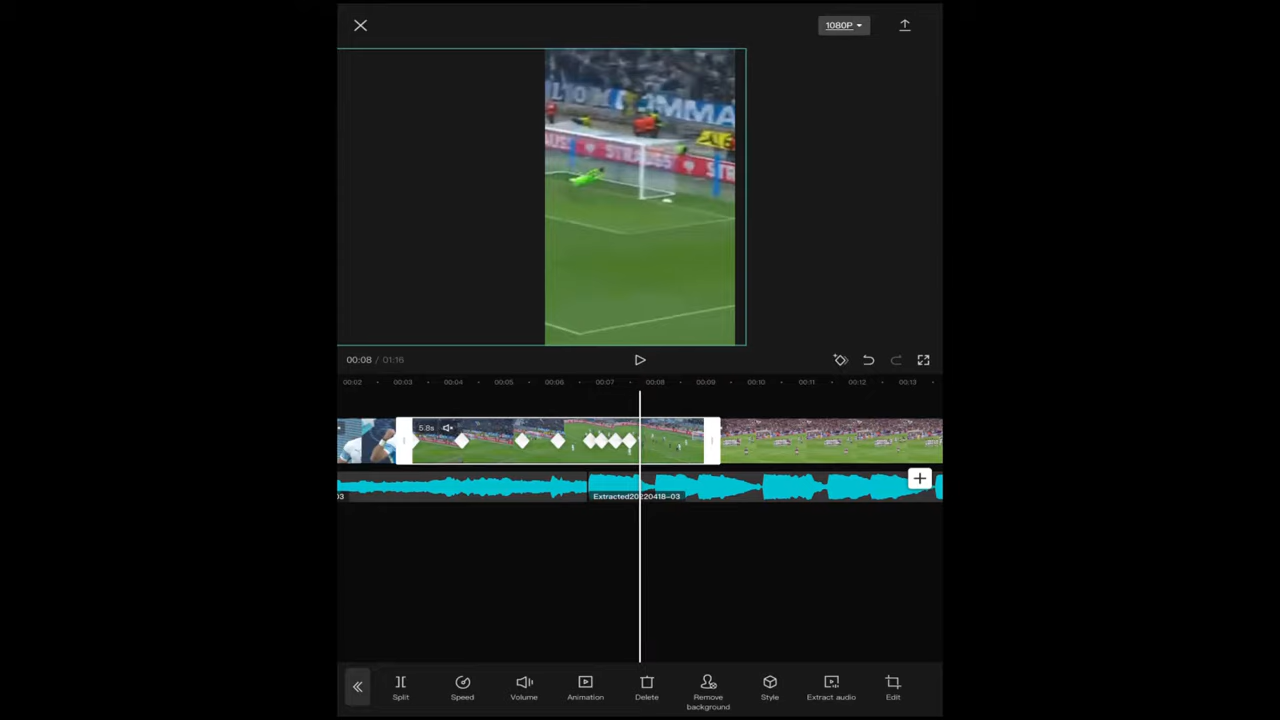 1080P
STRAUSS
00:08 / 01:16
00:02 00:03 00:04 00:05 00:06 00:07 00:08 00:09 00:10 00:11 00:12 00:13
5.8s
03 Extracted20220418-03
Split Speed Volume Animation Delete Remove background Style Extract audio Edit